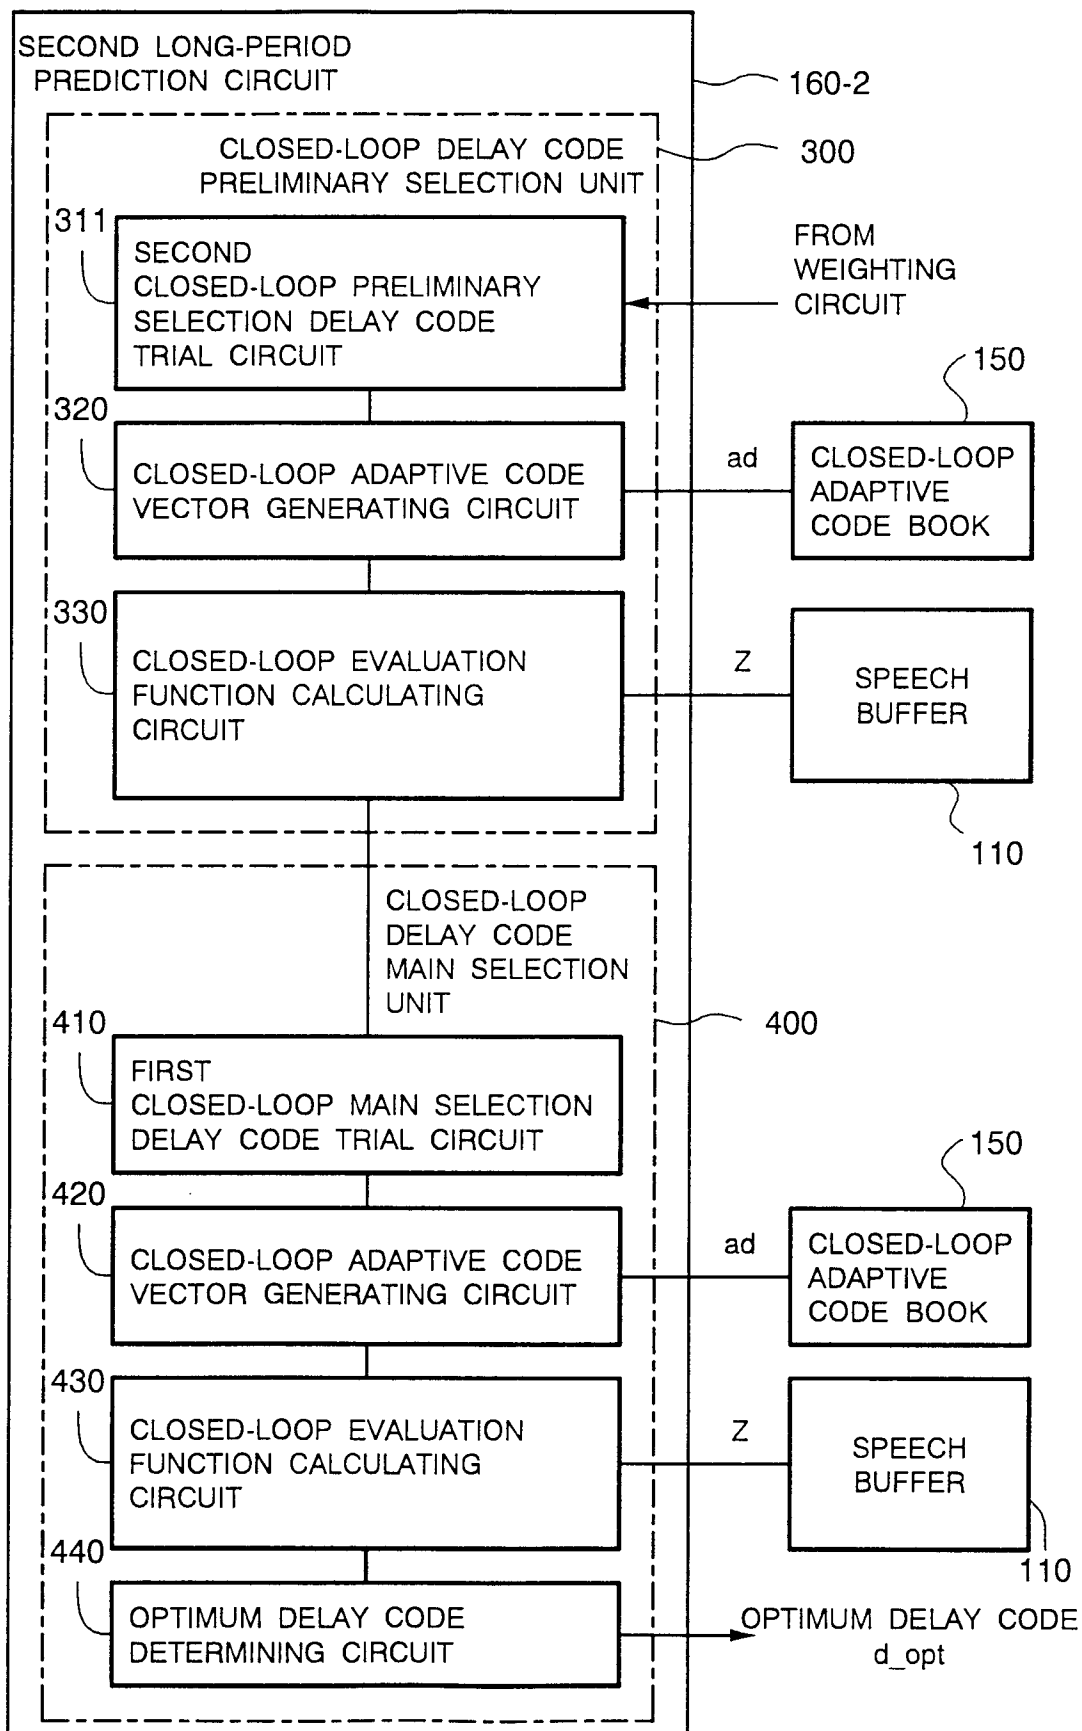 SECOND LONG-PERIOD
PREDICTION CIRCUIT
160-2
CLOSED-LOOP DELAY CODE
PRELIMINARY SELECTION UNIT
300
311
SECOND
CLOSED-LOOP PRELIMINARY
SELECTION DELAY CODE
TRIAL CIRCUIT
FROM
WEIGHTING
CIRCUIT
320
CLOSED-LOOP ADAPTIVE CODE
VECTOR GENERATING CIRCUIT
ad
150
CLOSED-LOOP
ADAPTIVE
CODE BOOK
330
CLOSED-LOOP EVALUATION
FUNCTION CALCULATING
CIRCUIT
Z
SPEECH
BUFFER
110
CLOSED-LOOP
DELAY CODE
MAIN SELECTION
UNIT
400
410
FIRST
CLOSED-LOOP MAIN SELECTION
DELAY CODE TRIAL CIRCUIT
420
CLOSED-LOOP ADAPTIVE CODE
VECTOR GENERATING CIRCUIT
ad
150
CLOSED-LOOP
ADAPTIVE
CODE BOOK
430
CLOSED-LOOP EVALUATION
FUNCTION CALCULATING
CIRCUIT
Z
SPEECH
BUFFER
110
440
OPTIMUM DELAY CODE
DETERMINING CIRCUIT
OPTIMUM DELAY CODE
d_opt